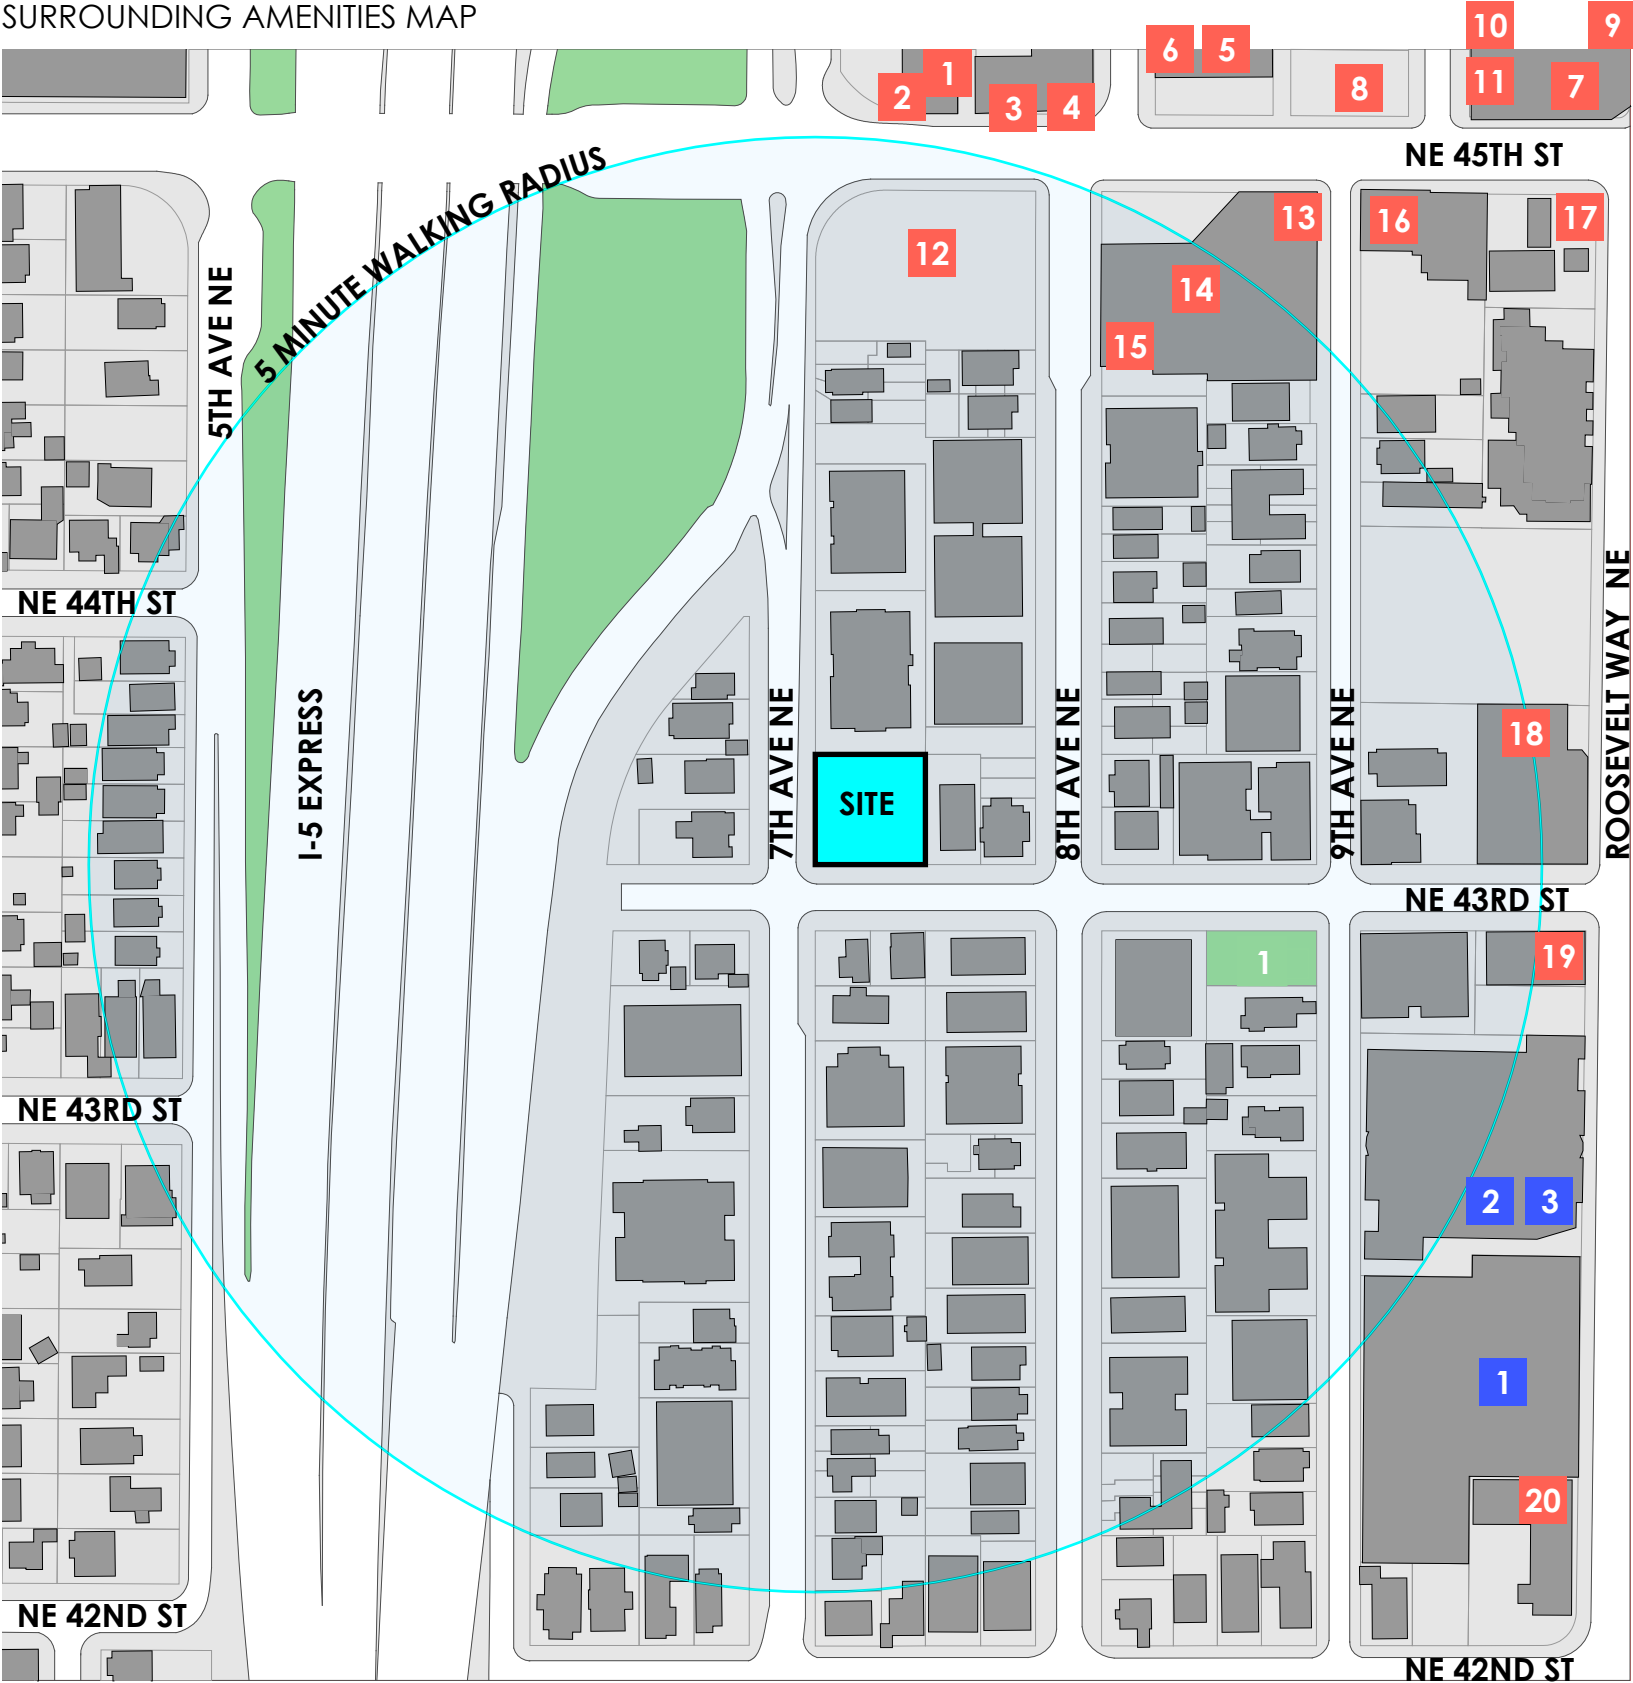 SURROUNDING AMENITIES MAP
10
9
6
5
1
2
3
4
8
11
7
NE 45TH ST
5 MINUTE WALKING RADIUS
5TH AVE NE
12
13
14
15
16
17
NE 44TH ST
I-5 EXPRESS
7TH AVE NE
SITE
8TH AVE NE
9TH AVE NE
18
ROOSEVELT WAY NE
NE 43RD ST
1
19
NE 43RD ST
2
3
1
20
NE 42ND ST
NE 42ND ST